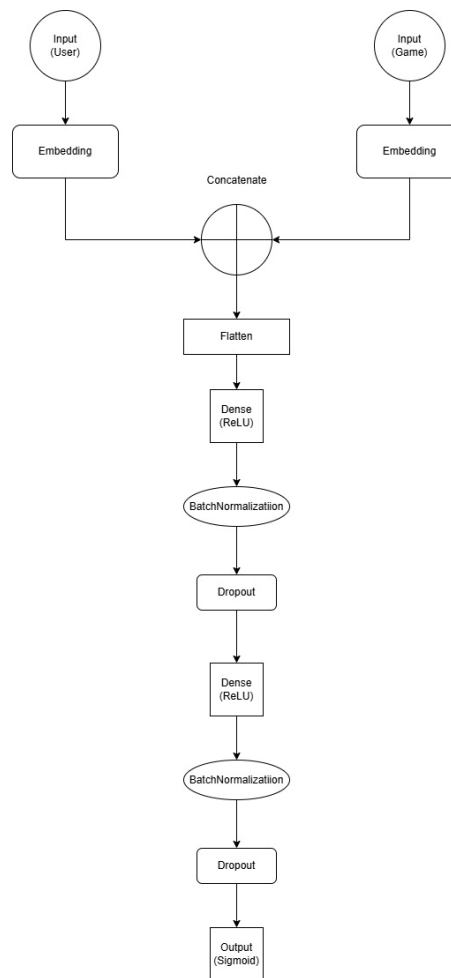 Input
(User)
Input
(Game)
Embedding
Embedding
Concatenate
Flatten
Dense
(ReLU)
BatchNormalizatiion
Dropout
Dense
(ReLU)
BatchNormalizatiion
Dropout
Output
(Sigmoid)